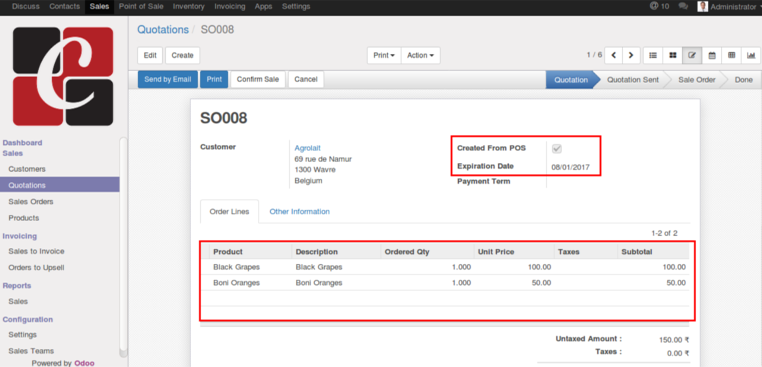 Discuss Contacts Sales Point of Sale Inventory Invoicing Apps Settings @ 10 Administrator
Quotations / SO008
Edit Create Print Action 1 / 6
Send by Email Print Confirm Sale Cancel Quotation Quotation Sent Sale Order Done
C
Dashboard
Sales
Customers
Quotations
Sales Orders
Products
Invoicing
Sales to Invoice
Orders to Upsell
Reports
Sales
Configuration
Settings
Sales Teams
Powered by Odoo
SO008
Customer Agrolait
69 rue de Namur
1300 Wavre
Belgium
Created From POS
Expiration Date 08/01/2017
Payment Term
Order Lines Other Information
1-2 of 2
Product Description Ordered Qty Unit Price Taxes Subtotal
Black Grapes Black Grapes 1.000 100.00 100.00
Boni Oranges Boni Oranges 1.000 50.00 50.00
Untaxed Amount : 150.00 ₹
Taxes : 0.00 ₹